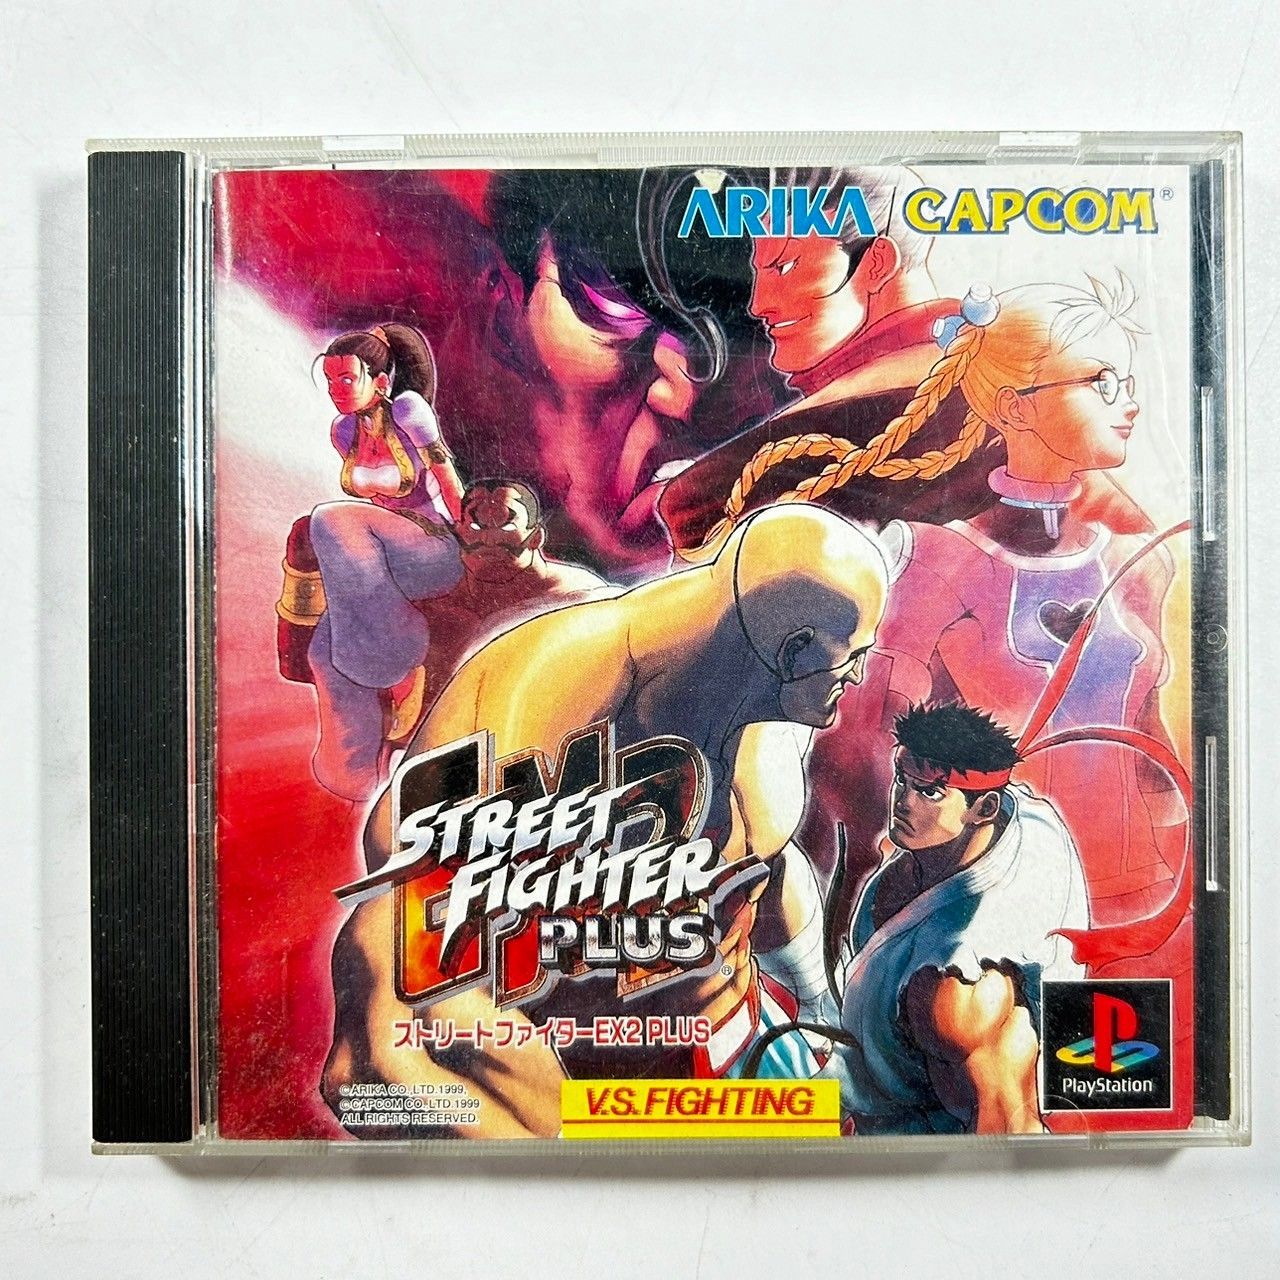 ARIKA CAPCOM®
EX2
STREET
FIGHTER
PLUS®
ストリートファイターEX2 PLUS
© ARIKA CO.,LTD.1999,
© CAPCOM CO.,LTD.1999
ALL RIGHTS RESERVED.
V.S. FIGHTING
PlayStation